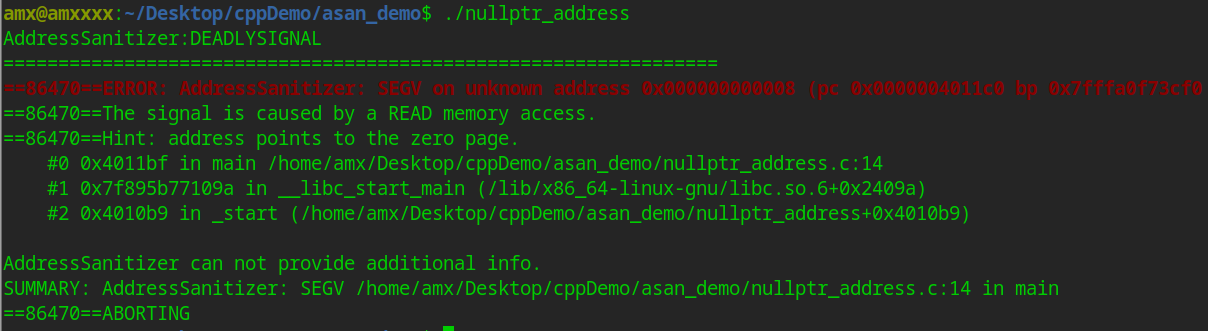 amx@amxxxx:~/Desktop/cppDemo/asan_demo$ ./nullptr_address
AddressSanitizer:DEADLYSIGNAL
=================================================================
==86470==ERROR: AddressSanitizer: SEGV on unknown address 0x000000000008 (pc 0x0000004011c0 bp 0x7fffa0f73cf0
==86470==The signal is caused by a READ memory access.
==86470==Hint: address points to the zero page.
    #0 0x4011bf in main /home/amx/Desktop/cppDemo/asan_demo/nullptr_address.c:14
    #1 0x7f895b77109a in __libc_start_main (/lib/x86_64-linux-gnu/libc.so.6+0x2409a)
    #2 0x4010b9 in _start (/home/amx/Desktop/cppDemo/asan_demo/nullptr_address+0x4010b9)

AddressSanitizer can not provide additional info.
SUMMARY: AddressSanitizer: SEGV /home/amx/Desktop/cppDemo/asan_demo/nullptr_address.c:14 in main
==86470==ABORTING